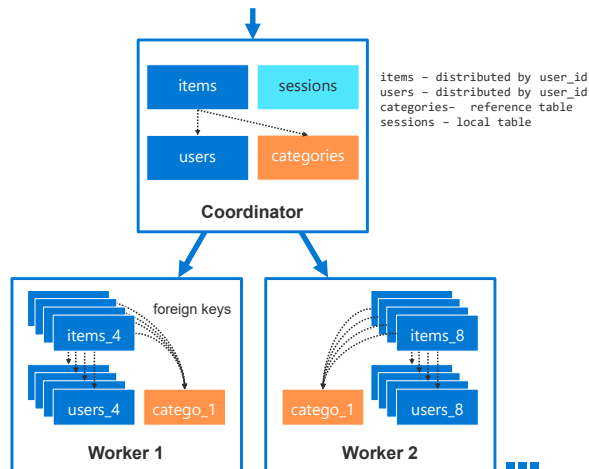 items
sessions
users
categories
Coordinator
items – distributed by user_id
users – distributed by user_id
categories– reference table
sessions – local table
foreign keys
items_4
users_4
catego_1
Worker 1
items_8
catego_1
users_8
Worker 2